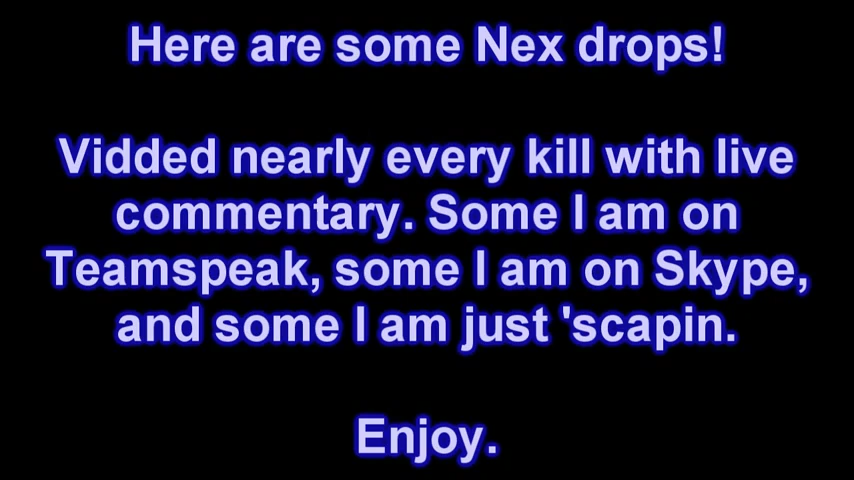 Here are some Nex drops!
Vidded nearly every kill with live
commentary. Some I am on
Teamspeak, some I am on Skype,
and some I am just 'scapin.
Enjoy.